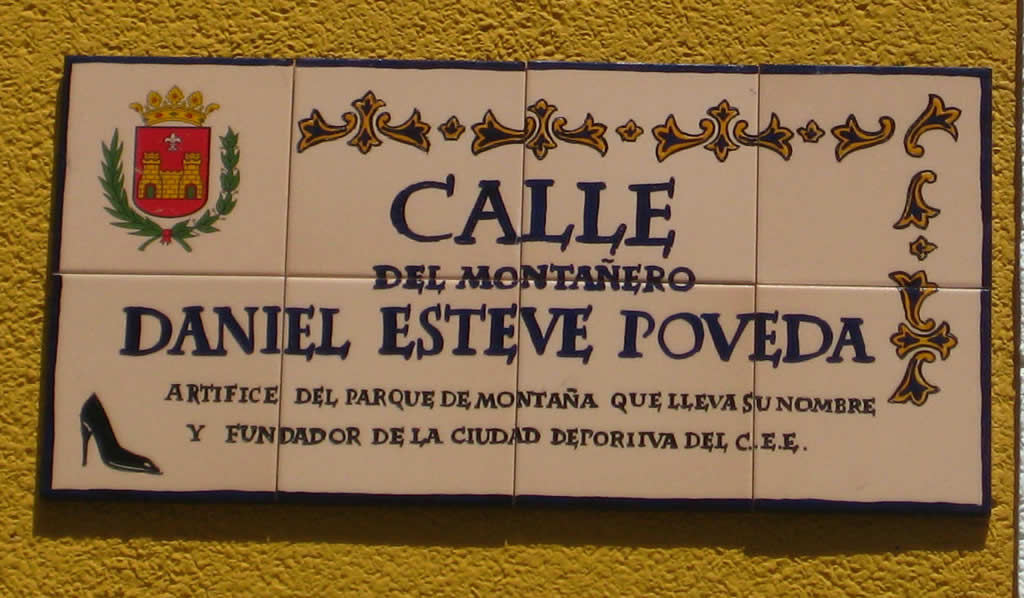 CALLE
DEL MONTAÑERO
DANIEL ESTEVE POVEDA
ARTIFICE DEL PARQUE DE MONTAÑA QUE LLEVA SU NOMBRE
Y FUNDADOR DE LA CIUDAD DEPORTIVA DEL C.E.E.